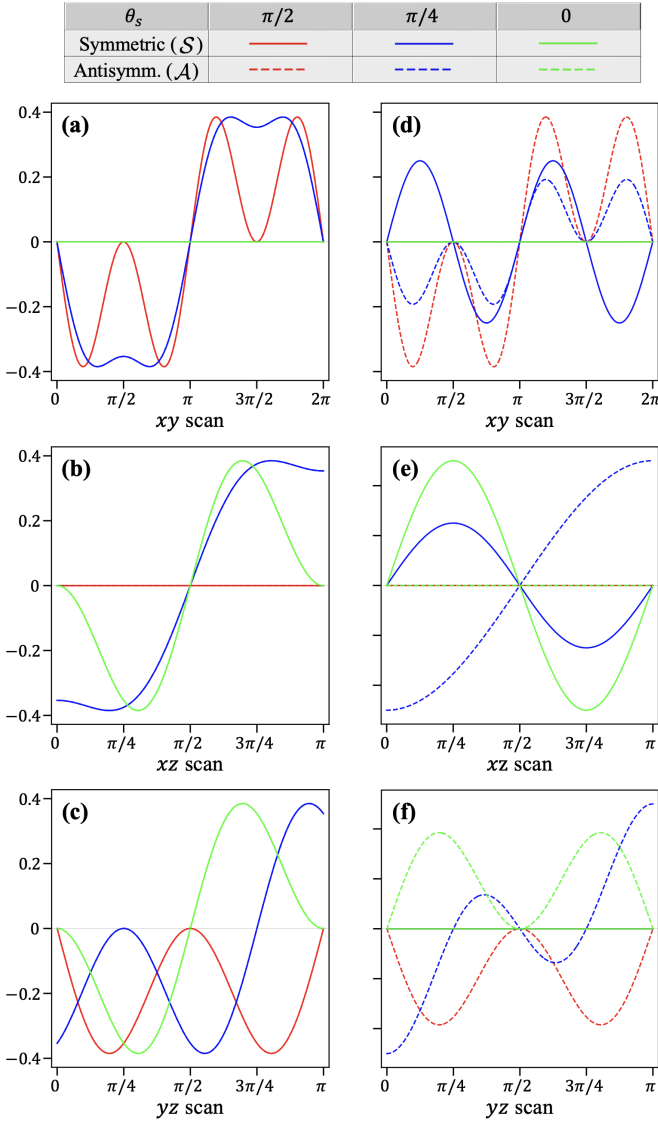 θ_s π/2 π/4 0
Symmetric (𝒮)
Antisymm. (𝒜)
(a)
0.4
0.2
0
−0.2
−0.4
0 π/2 π 3π/2 2π
xy scan
(d)
0 π/2 π 3π/2 2π
xy scan
(b)
0.4
0.2
0
−0.2
−0.4
0 π/4 π/2 3π/4 π
xz scan
(e)
0 π/4 π/2 3π/4 π
xz scan
(c)
0.4
0.2
0
−0.2
−0.4
0 π/4 π/2 3π/4 π
yz scan
(f)
0 π/4 π/2 3π/4 π
yz scan